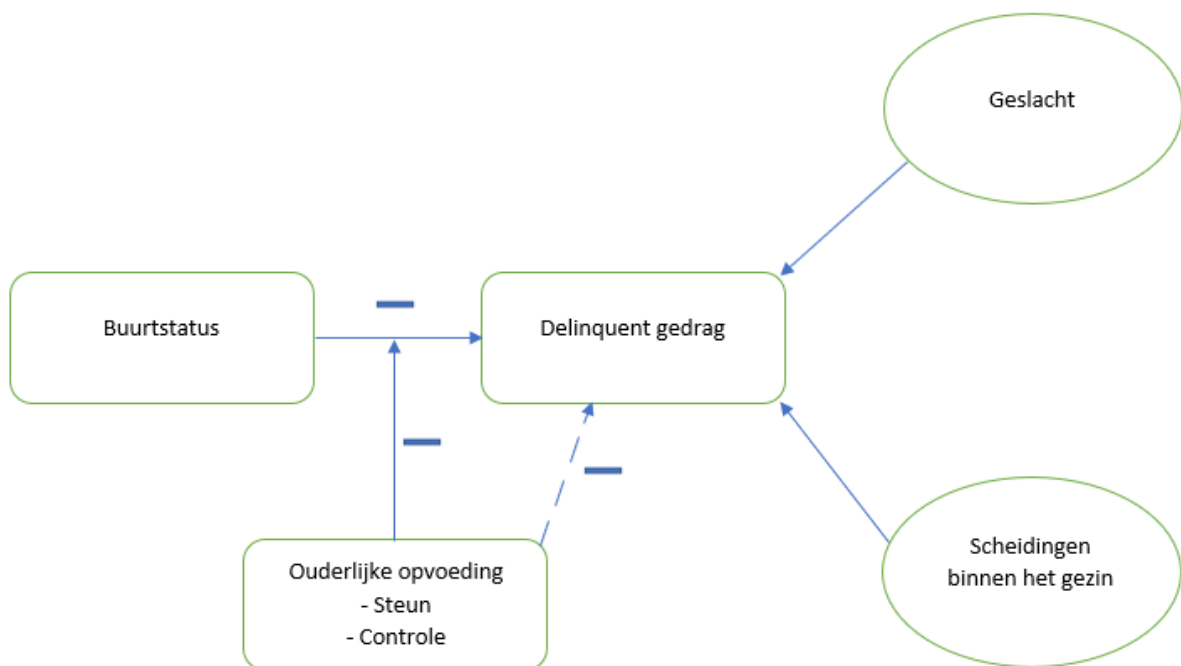 Geslacht
Buurtstatus
Delinquent gedrag
Ouderlijke opvoeding
- Steun
- Controle
Scheidingen
binnen het gezin